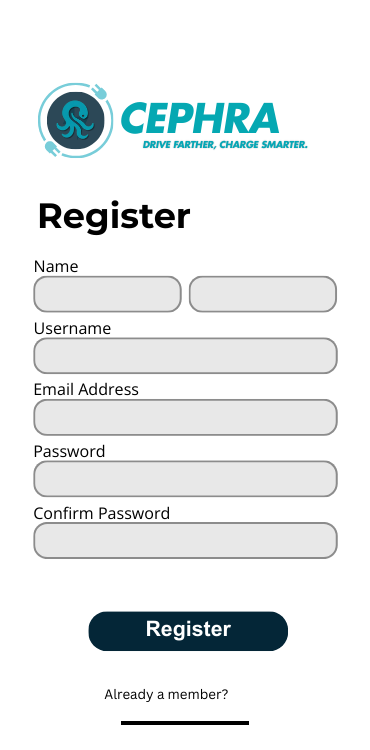 CEPHRA
DRIVE FARTHER, CHARGE SMARTER.
Register
Name
Username
Email Address
Password
Confirm Password
Register
Already a member?